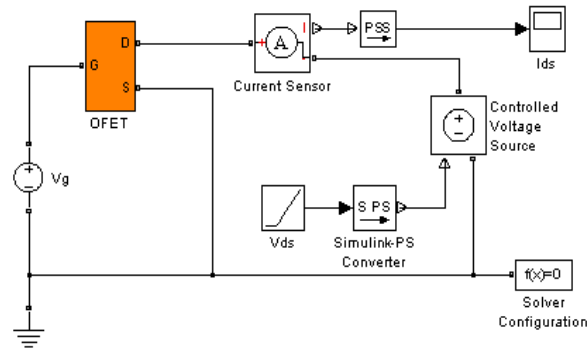 D
G
S
OFET
Vg
+
A
I
Current Sensor
PSS
Ids
Controlled
Voltage
Source
Vds
S PS
Simulink-PS
Converter
f(x)=0
Solver
Configuration